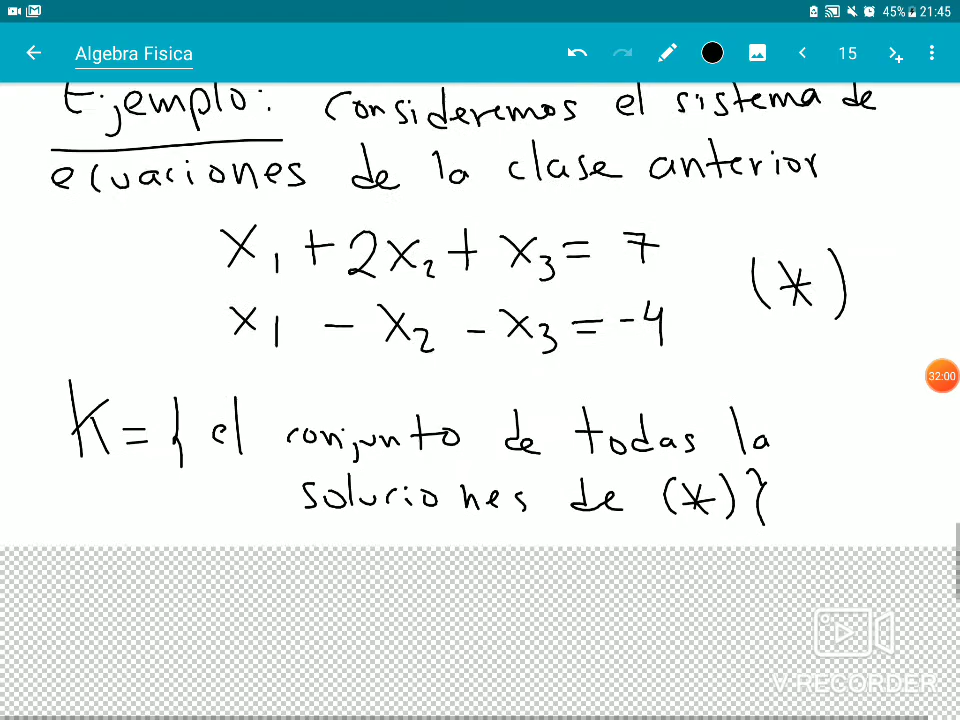 45% 21:45
Algebra Fisica
15
Ejemplo: Consideremos el sistema de
ecuaciones de la clase anterior
x₁ + 2x₂ + x₃ = 7
(*)
x₁ - x₂ - x₃ = -4
32:00
K = { el conjunto de todas la
soluciones de (*)}
V RECORDER